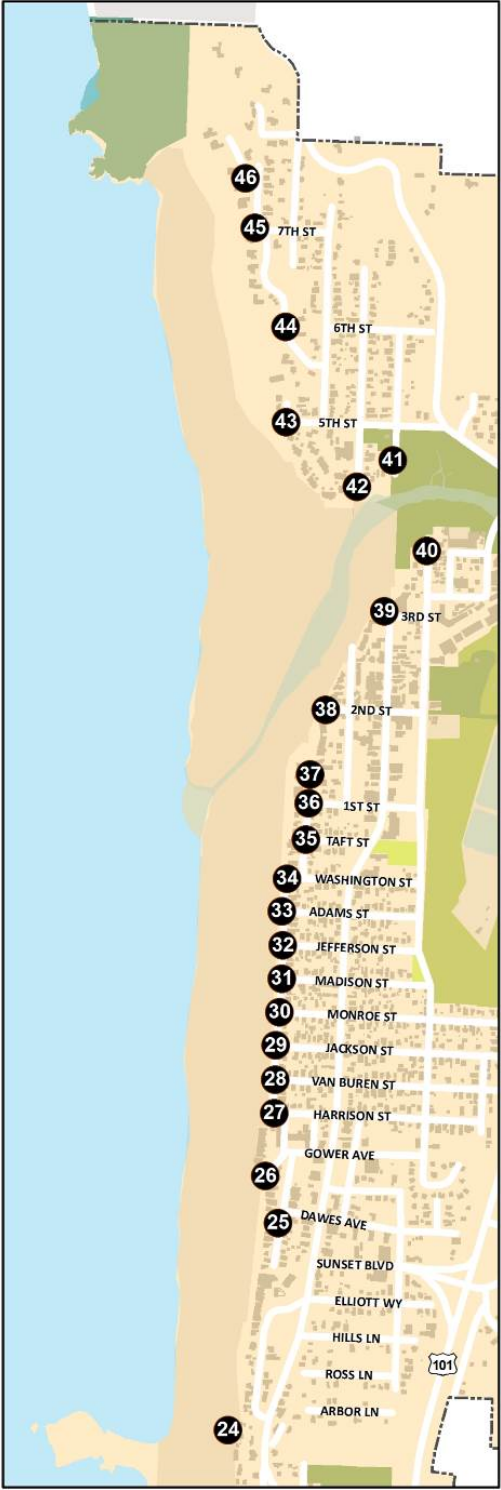 46
45
7TH ST
44
6TH ST
43
5TH ST
41
42
40
39
3RD ST
38
2ND ST
37
36
1ST ST
35
TAFT ST
34
WASHINGTON ST
33
ADAMS ST
32
JEFFERSON ST
31
MADISON ST
30
MONROE ST
29
JACKSON ST
28
VAN BUREN ST
27
HARRISON ST
GOWER AVE
26
25
DAWES AVE
SUNSET BLVD
ELLIOTT WY
HILLS LN
101
ROSS LN
ARBOR LN
24